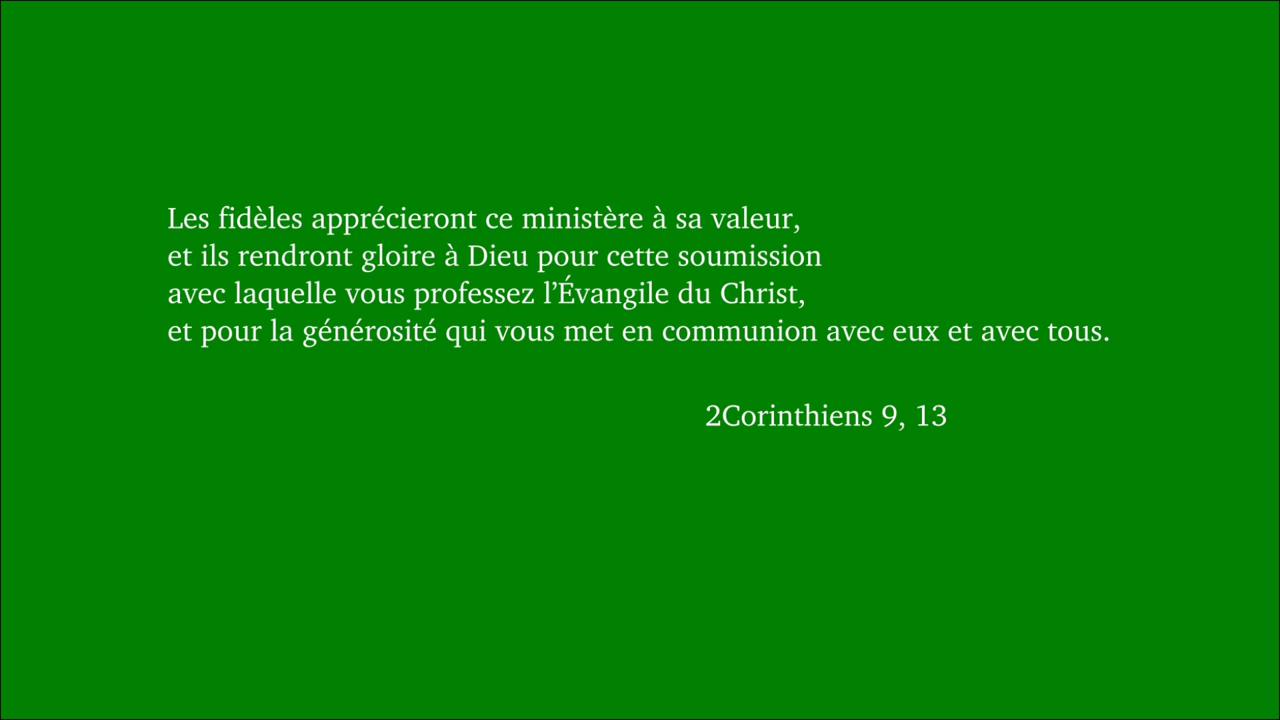 Les fidèles apprécieront ce ministère à sa valeur,
et ils rendront gloire à Dieu pour cette soumission
avec laquelle vous professez l’Évangile du Christ,
et pour la générosité qui vous met en communion avec eux et avec tous.
2Corinthiens 9, 13